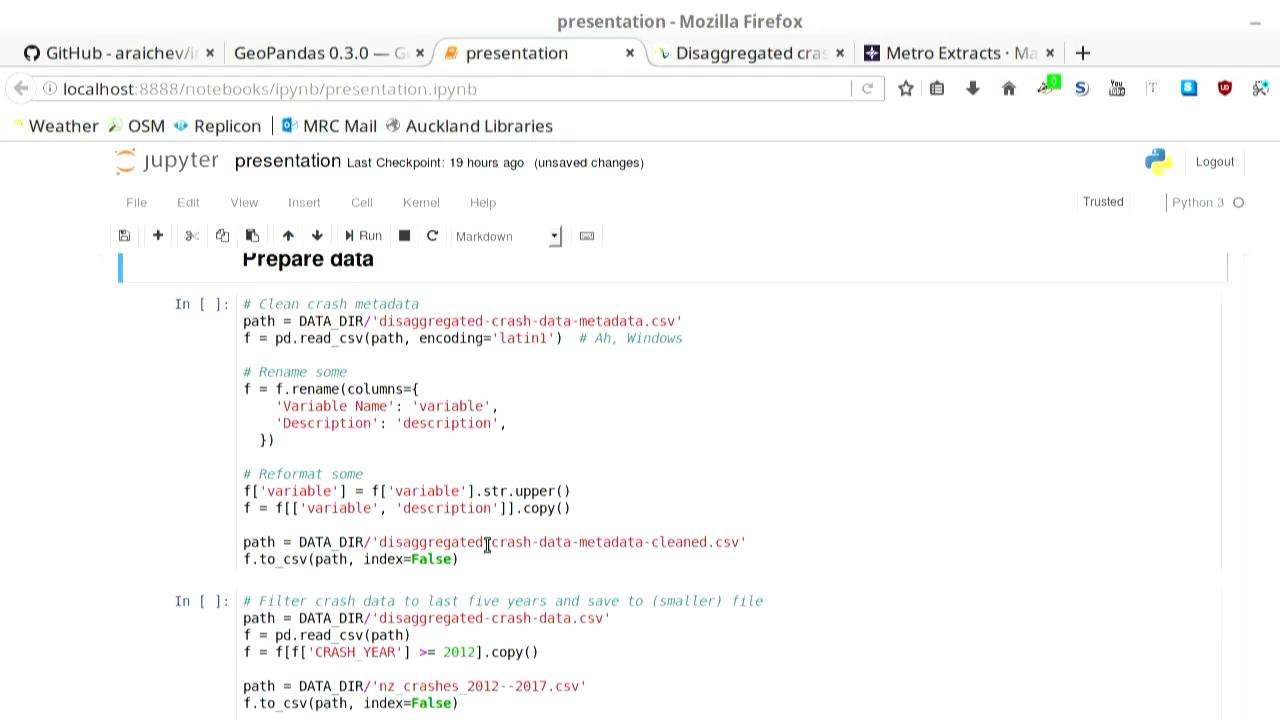 presentation - Mozilla Firefox
GitHub - araichev/ir × GeoPandas 0.3.0 — G × presentation × Disaggregated cras × Metro Extracts · Ma × +
localhost:8888/notebooks/ipynb/presentation.ipynb
Weather OSM Replicon MRC Mail Auckland Libraries
jupyter presentation Last Checkpoint: 19 hours ago (unsaved changes)
Logout
File Edit View Insert Cell Kernel Help
Trusted Python 3
Run Markdown
Prepare data
In [ ]: # Clean crash metadata
path = DATA_DIR/'disaggregated-crash-data-metadata.csv'
f = pd.read_csv(path, encoding='latin1')  # Ah, Windows
# Rename some
f = f.rename(columns={
'Variable Name': 'variable',
'Description': 'description',
})
# Reformat some
f['variable'] = f['variable'].str.upper()
f = f[['variable', 'description']].copy()
path = DATA_DIR/'disaggregated-crash-data-metadata-cleaned.csv'
f.to_csv(path, index=False)
In [ ]: # Filter crash data to last five years and save to (smaller) file
path = DATA_DIR/'disaggregated-crash-data.csv'
f = pd.read_csv(path)
f = f[f['CRASH_YEAR'] >= 2012].copy()
path = DATA_DIR/'nz_crashes_2012--2017.csv'
f.to_csv(path, index=False)